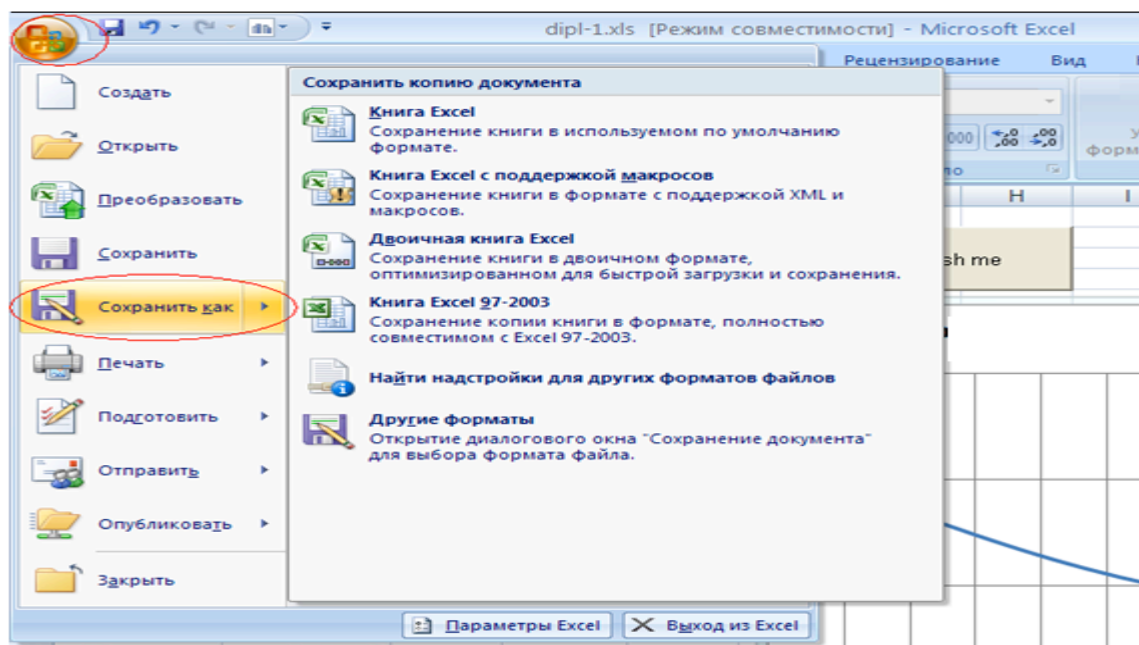 dipl-1.xls [Режим совместимости] - Microsoft Excel
Рецензирование Вид
Создать
Открыть
Преобразовать
Сохранить
Сохранить как
Печать
Подготовить
Отправить
Опубликовать
Закрыть
Сохранить копию документа
Книга Excel
Сохранение книги в используемом по умолчанию
формате.
Книга Excel с поддержкой макросов
Сохранение книги в формате с поддержкой XML и
макросов.
Двоичная книга Excel
Сохранение книги в двоичном формате,
оптимизированном для быстрой загрузки и сохранения.
Книга Excel 97-2003
Сохранение копии книги в формате, полностью
совместимом с Excel 97-2003.
Найти надстройки для других форматов файлов
Другие форматы
Открытие диалогового окна "Сохранение документа"
для выбора формата файла.
Параметры Excel Выход из Excel
000 ,00 ,0
форм
H I
sh me